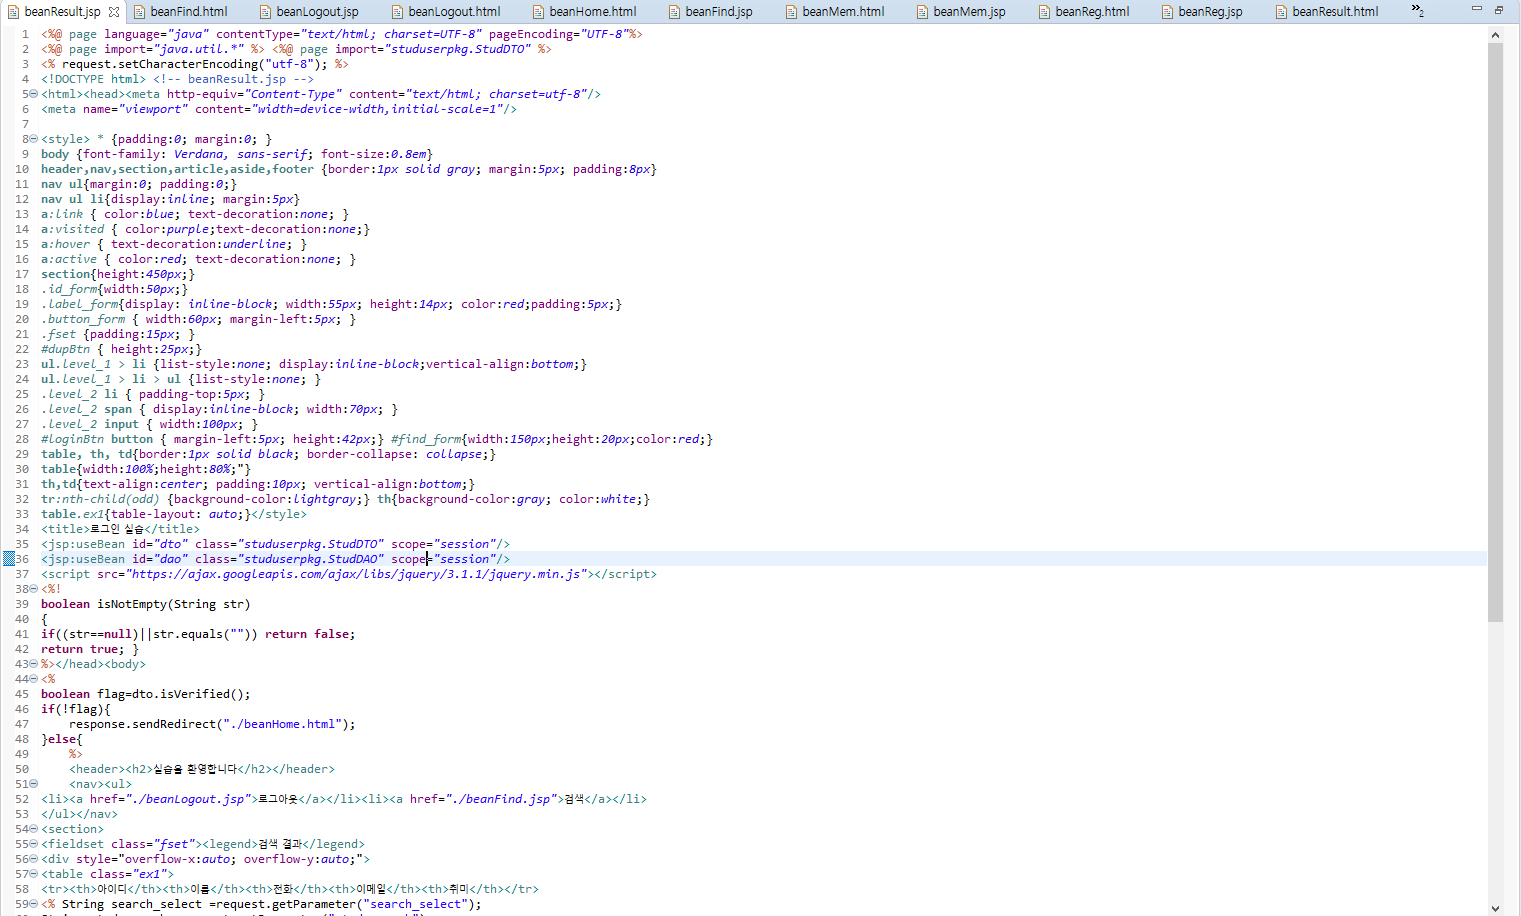 beanResult.jsp beanFind.html beanLogout.jsp beanLogout.html beanHome.html beanFind.jsp beanMem.html beanMem.jsp beanReg.html beanReg.jsp beanResult.html »2
1 <%@ page language="java" contentType="text/html; charset=UTF-8" pageEncoding="UTF-8"%>
2 <%@ page import="java.util.*" %> <%@ page import="studuserpkg.StudDTO" %>
3 <% request.setCharacterEncoding("utf-8"); %>
4 <!DOCTYPE html> <!-- beanResult.jsp -->
5 <html><head><meta http-equiv="Content-Type" content="text/html; charset=utf-8"/>
6 <meta name="viewport" content="width=device-width,initial-scale=1"/>
7
8 <style> * {padding:0; margin:0; }
9 body {font-family: Verdana, sans-serif; font-size:0.8em}
10 header,nav,section,article,aside,footer {border:1px solid gray; margin:5px; padding:8px}
11 nav ul{margin:0; padding:0;}
12 nav ul li{display:inline; margin:5px}
13 a:link { color:blue; text-decoration:none; }
14 a:visited { color:purple;text-decoration:none;}
15 a:hover { text-decoration:underline; }
16 a:active { color:red; text-decoration:none; }
17 section{height:450px;}
18 .id_form{width:50px;}
19 .label_form{display: inline-block; width:55px; height:14px; color:red;padding:5px;}
20 .button_form { width:60px; margin-left:5px; }
21 .fset {padding:15px; }
22 #dupBtn { height:25px;}
23 ul.level_1 > li {list-style:none; display:inline-block;vertical-align:bottom;}
24 ul.level_1 > li > ul {list-style:none; }
25 .level_2 li { padding-top:5px; }
26 .level_2 span { display:inline-block; width:70px; }
27 .level_2 input { width:100px; }
28 #loginBtn button { margin-left:5px; height:42px;} #find_form{width:150px;height:20px;color:red;}
29 table, th, td{border:1px solid black; border-collapse: collapse;}
30 table{width:100%;height:80%;"}
31 th,td{text-align:center; padding:10px; vertical-align:bottom;}
32 tr:nth-child(odd) {background-color:lightgray;} th{background-color:gray; color:white;}
33 table.ex1{table-layout: auto;}</style>
34 <title>로그인 실습</title>
35 <jsp:useBean id="dto" class="studuserpkg.StudDTO" scope="session"/>
36 <jsp:useBean id="dao" class="studuserpkg.StudDAO" scope="session"/>
37 <script src="https://ajax.googleapis.com/ajax/libs/jquery/3.1.1/jquery.min.js"></script>
38 <%!
39 boolean isNotEmpty(String str)
40 {
41 if((str==null)||str.equals("")) return false;
42 return true; }
43 %></head><body>
44 <%
45 boolean flag=dto.isVerified();
46 if(!flag){
47 response.sendRedirect("./beanHome.html");
48 }else{
49 %>
50 <header><h2>실습을 환영합니다</h2></header>
51 <nav><ul>
52 <li><a href="./beanLogout.jsp">로그아웃</a></li><li><a href="./beanFind.jsp">검색</a></li>
53 </ul></nav>
54 <section>
55 <fieldset class="fset"><legend>검색 결과</legend>
56 <div style="overflow-x:auto; overflow-y:auto;">
57 <table class="ex1">
58 <tr><th>아이디</th><th>이름</th><th>전화</th><th>이메일</th><th>취미</th></tr>
59 <% String search_select =request.getParameter("search_select");